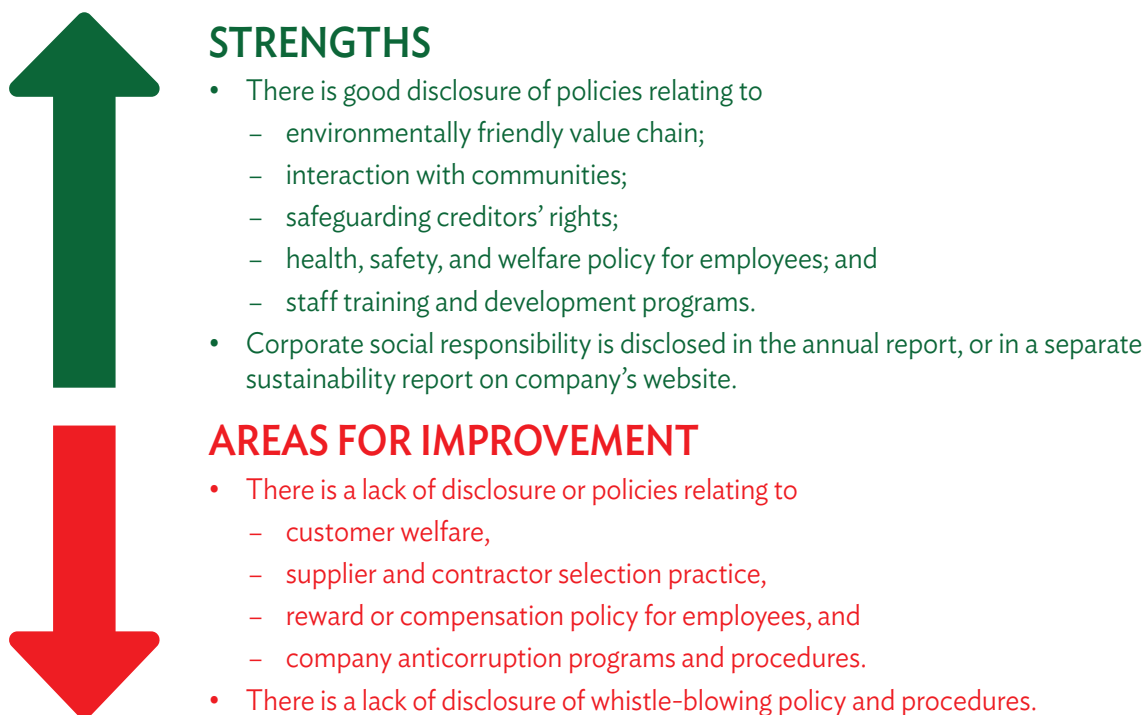 STRENGTHS
• There is good disclosure of policies relating to
– environmentally friendly value chain;
– interaction with communities;
– safeguarding creditors’ rights;
– health, safety, and welfare policy for employees; and
– staff training and development programs.
• Corporate social responsibility is disclosed in the annual report, or in a separate
sustainability report on company’s website.
AREAS FOR IMPROVEMENT
• There is a lack of disclosure or policies relating to
– customer welfare,
– supplier and contractor selection practice,
– reward or compensation policy for employees, and
– company anticorruption programs and procedures.
• There is a lack of disclosure of whistle-blowing policy and procedures.